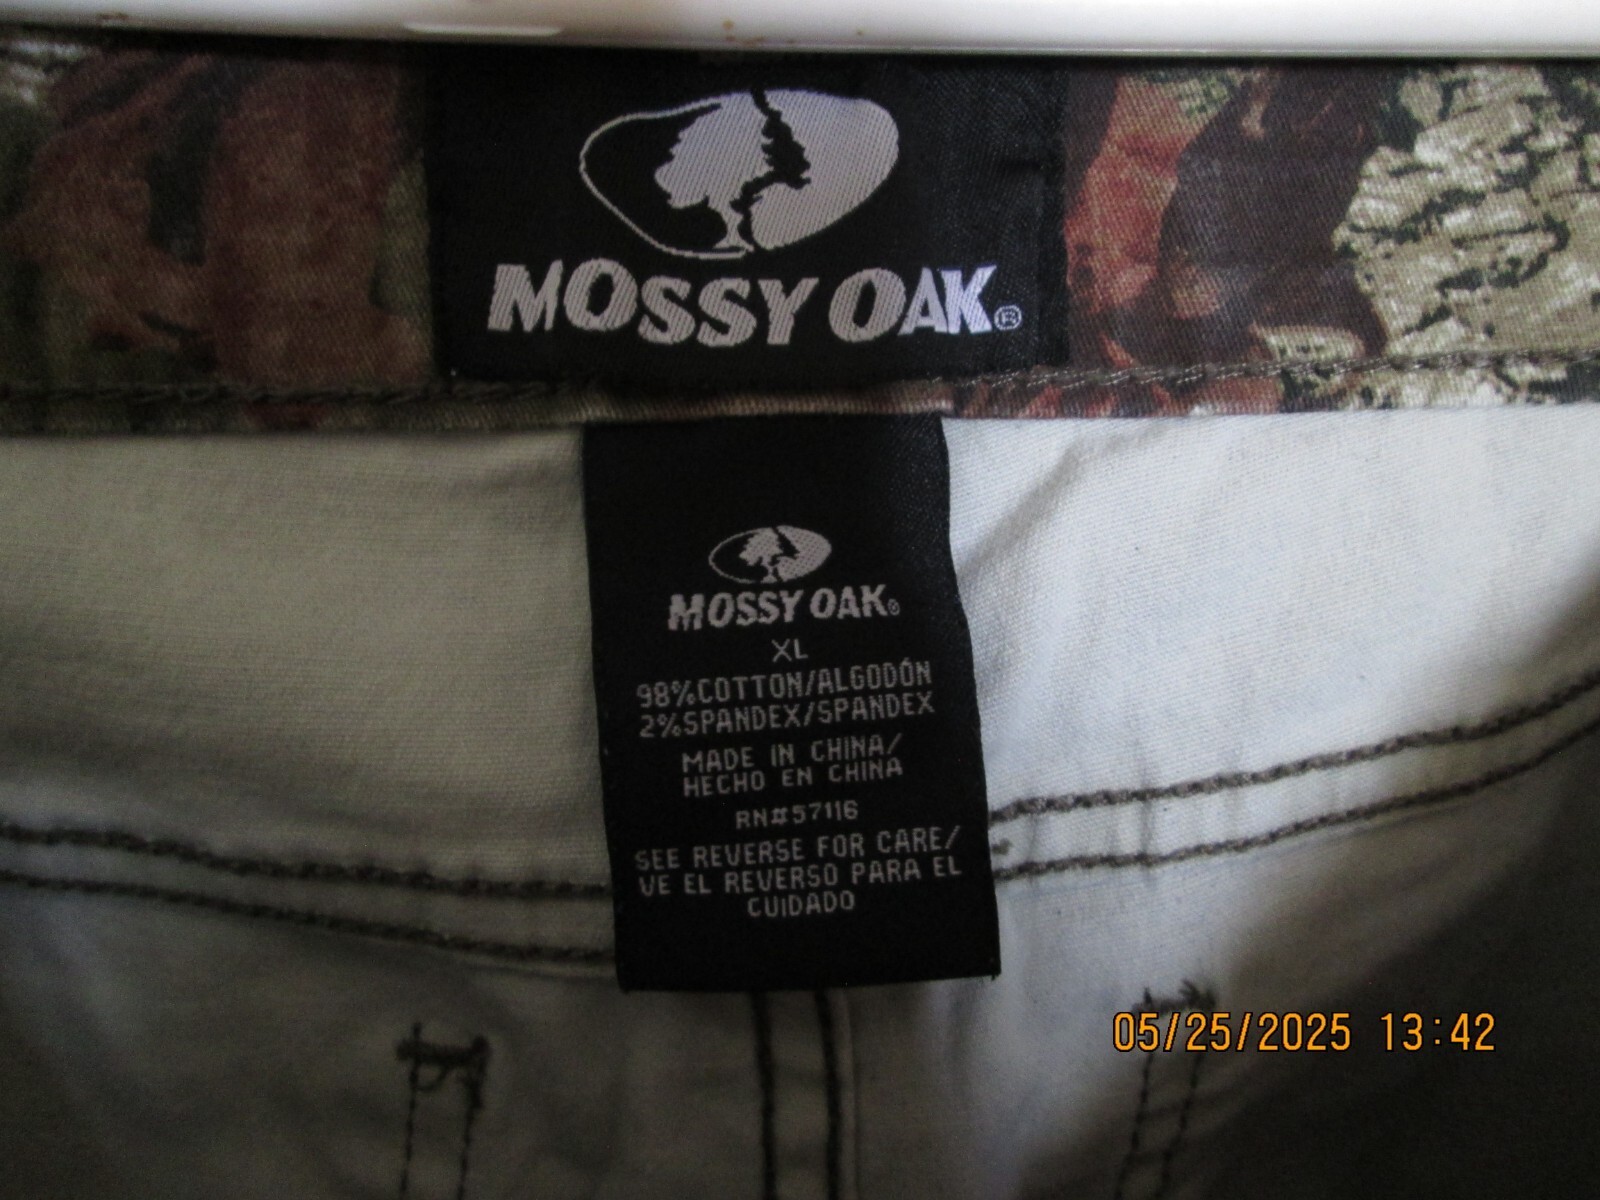 MOSSY OAK®
MOSSY OAK®
XL
98%COTTON/ALGODÓN
2%SPANDEX/SPANDEX
MADE IN CHINA/
HECHO EN CHINA
RN#57116
SEE REVERSE FOR CARE/
VE EL REVERSO PARA EL
CUIDADO
05/25/2025 13:42